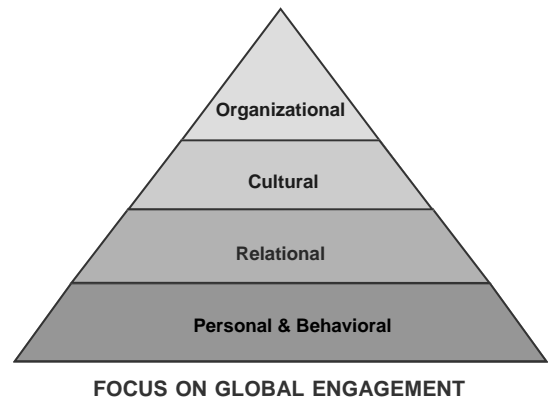 Organizational
Cultural
Relational
Personal & Behavioral
FOCUS ON GLOBAL ENGAGEMENT